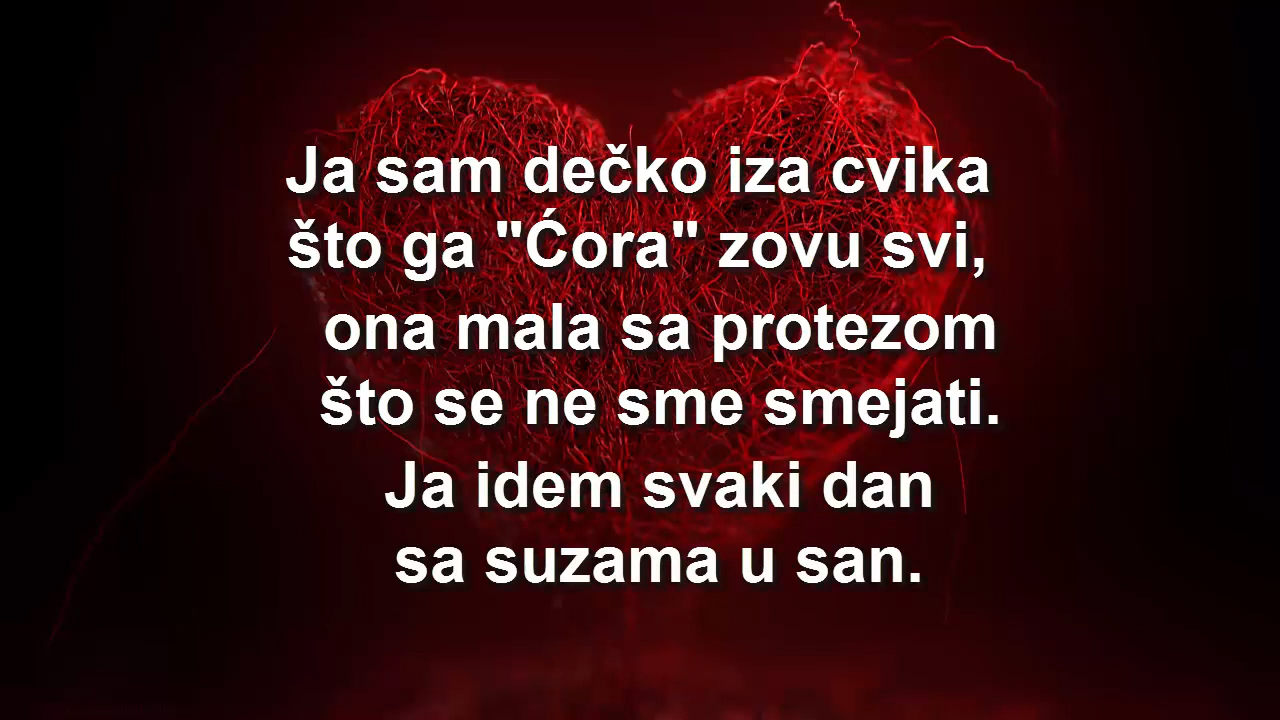 Ja sam dečko iza cvika
što ga "Ćora" zovu svi,
ona mala sa protezom
što se ne sme smejati.
Ja idem svaki dan
sa suzama u san.